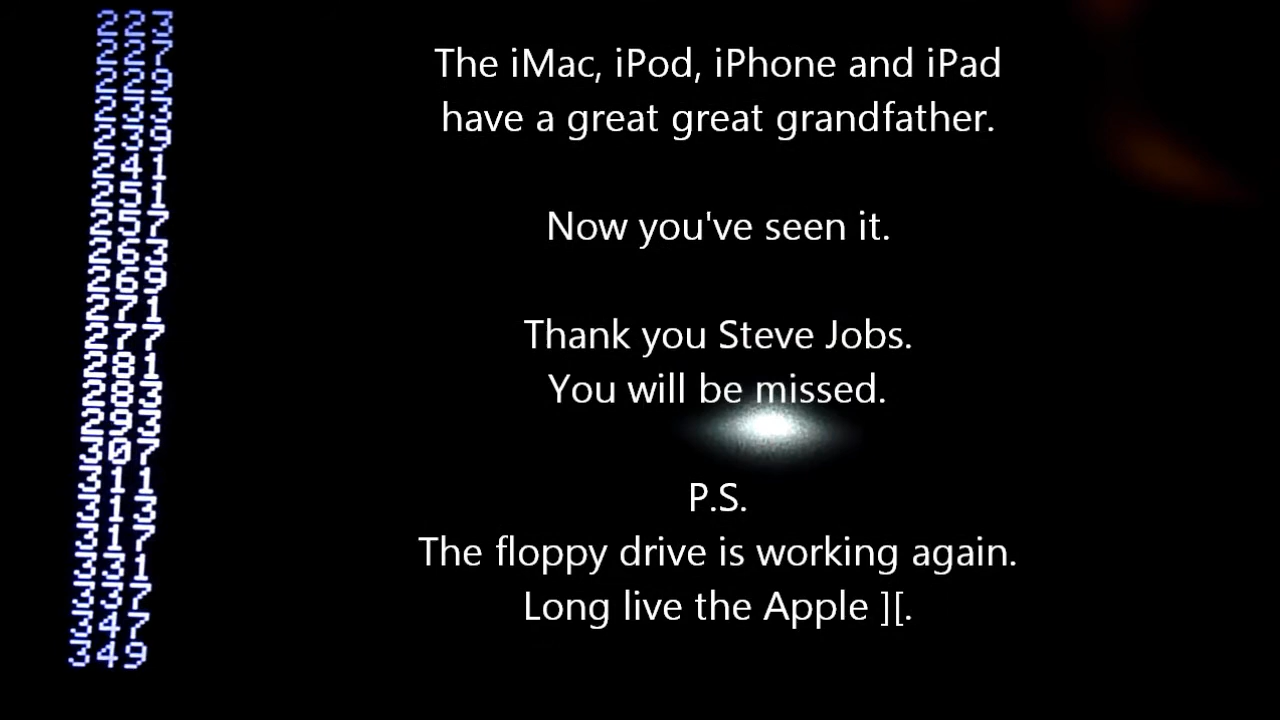 223
227
229
233
239
241
251
257
263
269
271
277
281
283
293
307
311
313
317
331
337
347
349
The iMac, iPod, iPhone and iPad
have a great great grandfather.
Now you've seen it.
Thank you Steve Jobs.
You will be missed.
P.S.
The floppy drive is working again.
Long live the Apple ][.